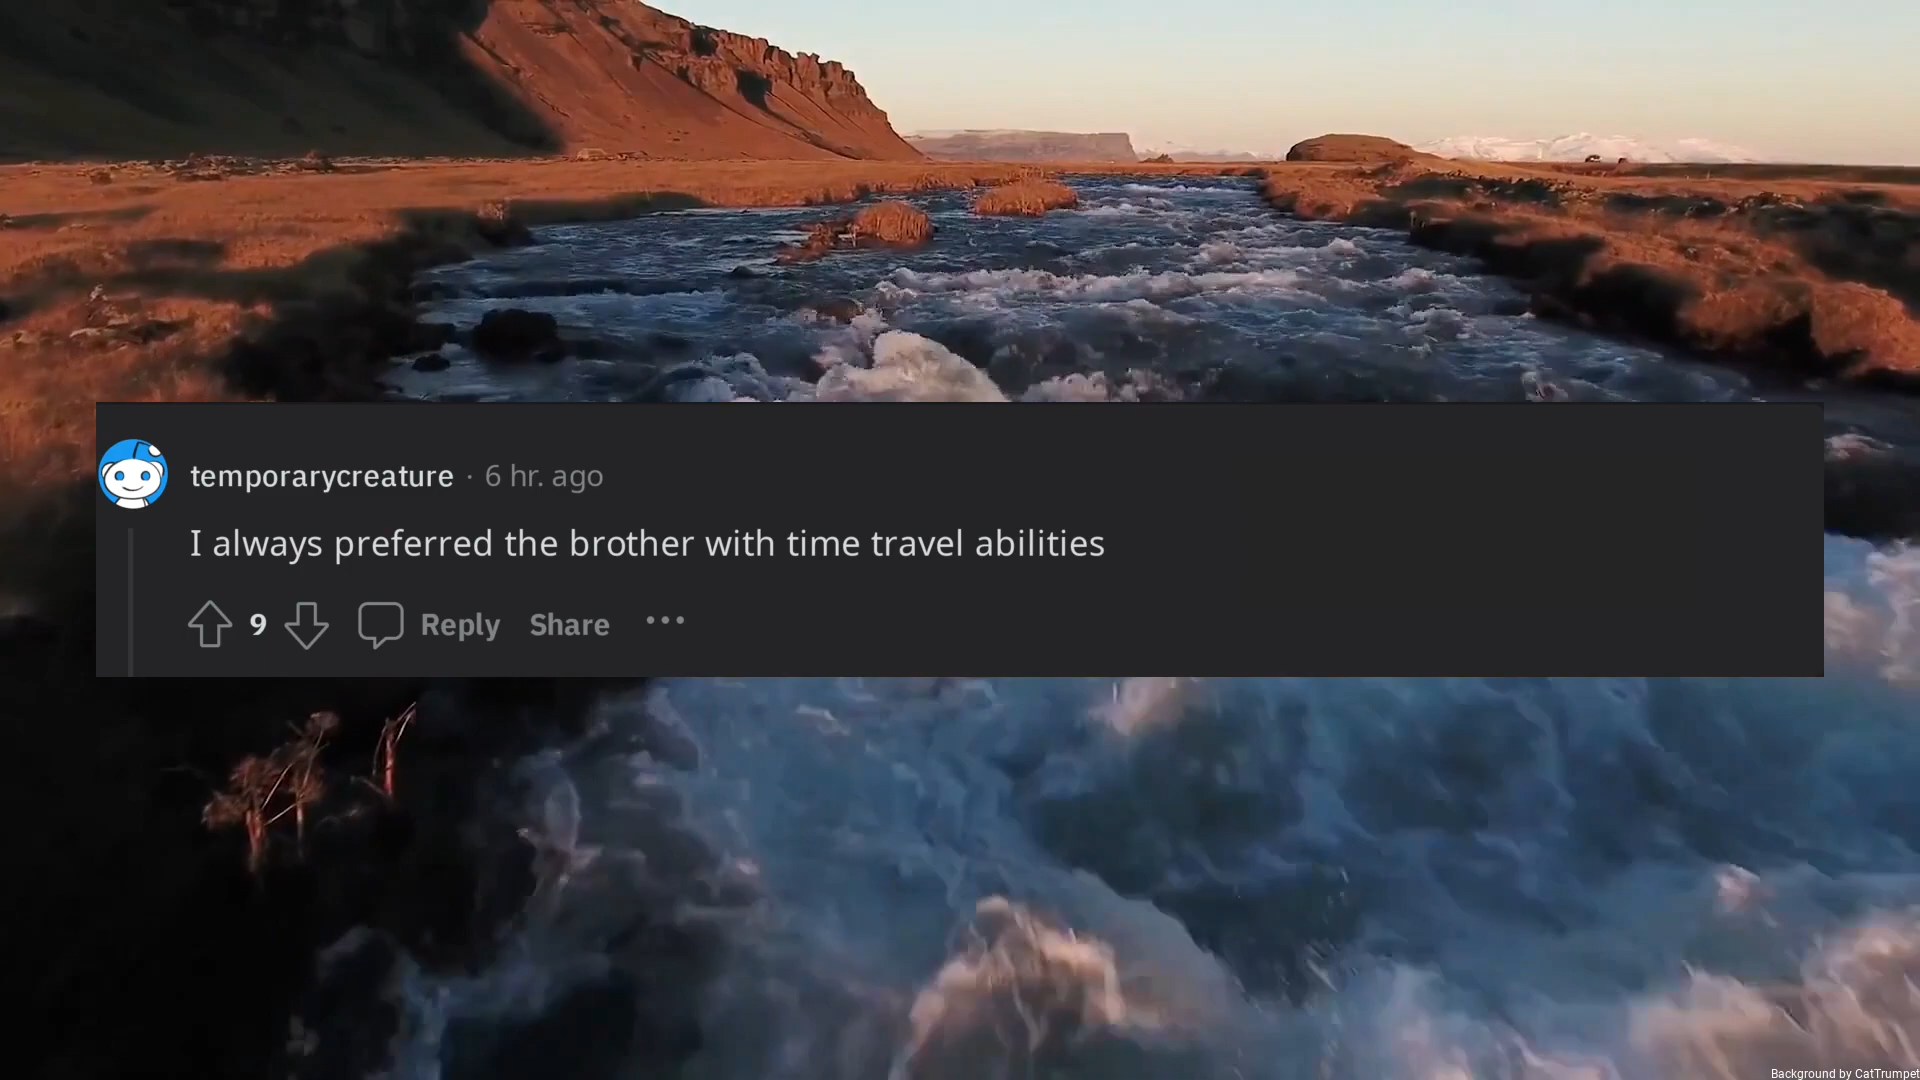 temporarycreature · 6 hr. ago
I always preferred the brother with time travel abilities
9 Reply Share ···
Background by CatTrumpet